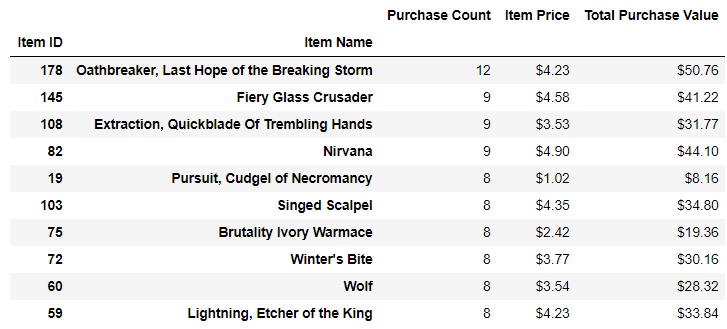 Purchase Count Item Price Total Purchase Value
Item ID Item Name
178 Oathbreaker, Last Hope of the Breaking Storm 12 $4.23 $50.76
145 Fiery Glass Crusader 9 $4.58 $41.22
108 Extraction, Quickblade Of Trembling Hands 9 $3.53 $31.77
82 Nirvana 9 $4.90 $44.10
19 Pursuit, Cudgel of Necromancy 8 $1.02 $8.16
103 Singed Scalpel 8 $4.35 $34.80
75 Brutality Ivory Warmace 8 $2.42 $19.36
72 Winter's Bite 8 $3.77 $30.16
60 Wolf 8 $3.54 $28.32
59 Lightning, Etcher of the King 8 $4.23 $33.84